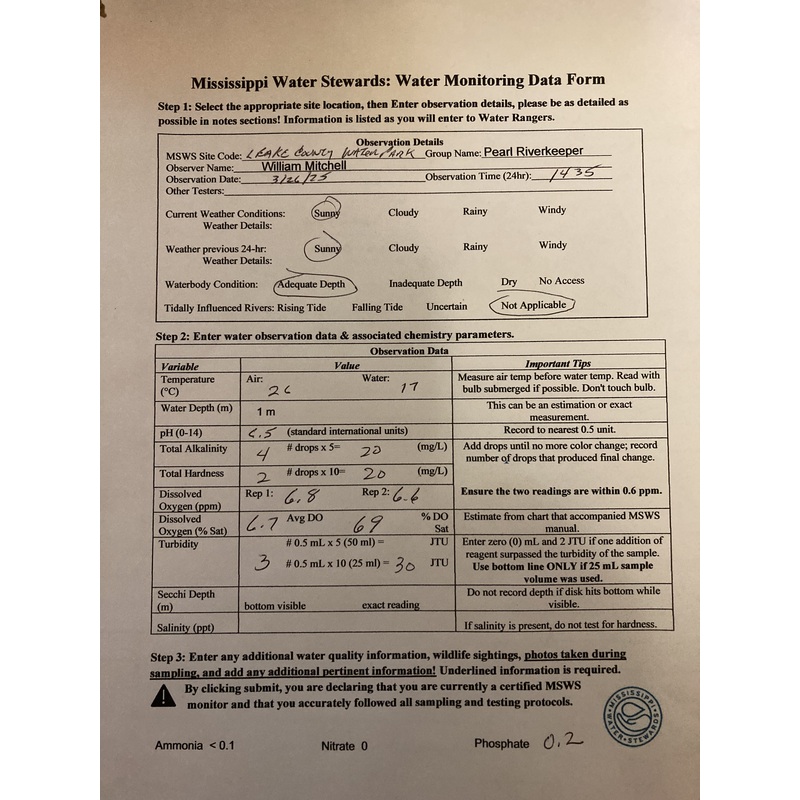 Mississippi Water Stewards: Water Monitoring Data Form
Step 1: Select the appropriate site location, then Enter observation details, please be as detailed as
possible in notes sections! Information is listed as you will enter to Water Rangers.
Observation Details
MSWS Site Code: LEAKE COUNTY WATER PARK Group Name: Pearl Riverkeeper
Observer Name: William Mitchell
Observation Date: 3/26/25 Observation Time (24hr): 1435
Other Testers:
Current Weather Conditions: Sunny Cloudy Rainy Windy
Weather Details:
Weather previous 24-hr: Sunny Cloudy Rainy Windy
Weather Details:
Waterbody Condition: Adequate Depth Inadequate Depth Dry No Access
Tidally Influenced Rivers: Rising Tide Falling Tide Uncertain Not Applicable
Step 2: Enter water observation data & associated chemistry parameters.
Observation Data
Variable Value Important Tips
Temperature (°C) Air: 26 Water: 17 Measure air temp before water temp. Read with
bulb submerged if possible. Don't touch bulb.
Water Depth (m) 1 m This can be an estimation or exact
measurement.
pH (0-14) 6.5 (standard international units) Record to nearest 0.5 unit.
Total Alkalinity 4 # drops x 5= 20 (mg/L) Add drops until no more color change; record
number of drops that produced final change.
Total Hardness 2 # drops x 10= 20 (mg/L)
Dissolved Oxygen (ppm) Rep 1: 6.8 Rep 2: 6.6 Ensure the two readings are within 0.6 ppm.
Dissolved Oxygen (% Sat) 6.7 Avg DO 69 % DO Sat Estimate from chart that accompanied MSWS
manual.
Turbidity # 0.5 mL x 5 (50 ml) = JTU Enter zero (0) mL and 2 JTU if one addition of
reagent surpassed the turbidity of the sample.
3 # 0.5 mL x 10 (25 ml) = 30 JTU Use bottom line ONLY if 25 mL sample
volume was used.
Secchi Depth (m) bottom visible exact reading Do not record depth if disk hits bottom while
visible.
Salinity (ppt) If salinity is present, do not test for hardness.
Step 3: Enter any additional water quality information, wildlife sightings, photos taken during
sampling, and add any additional pertinent information! Underlined information is required.
By clicking submit, you are declaring that you are currently a certified MSWS
monitor and that you accurately followed all sampling and testing protocols.
MISSISSIPPI WATER STEWARDS
Ammonia < 0.1 Nitrate 0 Phosphate 0.2